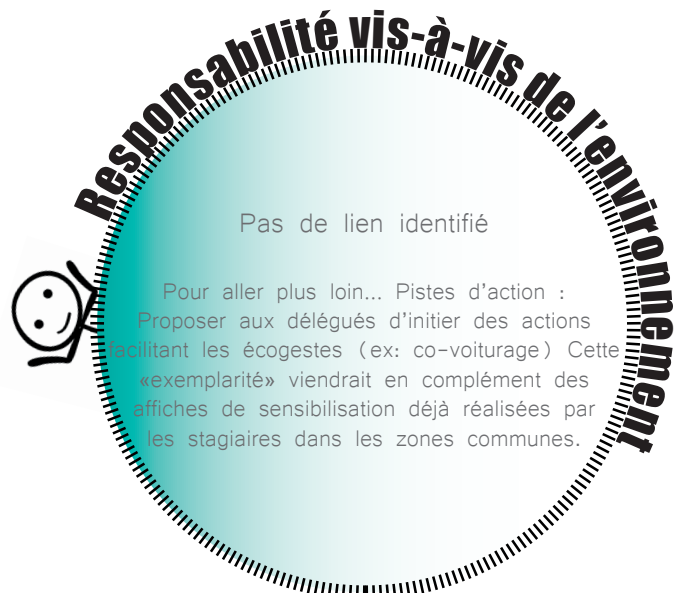 Responsabilité vis-à-vis de l'environnement
Pas de lien identifié
Pour aller plus loin... Pistes d'action :
Proposer aux délégués d'initier des actions
facilitant les écogestes (ex: co-voiturage) Cette
«exemplarité» viendrait en complément des
affiches de sensibilisation déjà réalisées par
les stagiaires dans les zones communes.